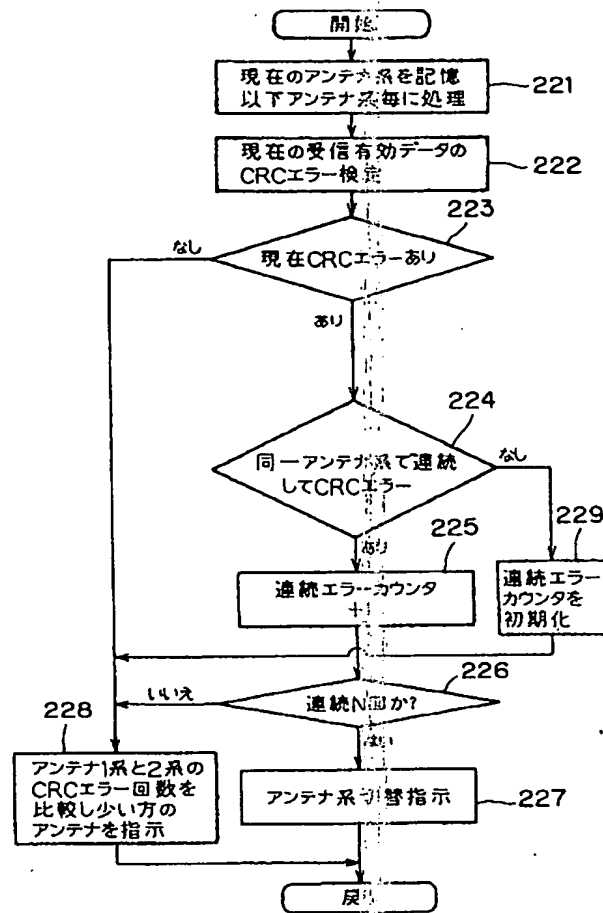 開始
現在のアンテナ系を記憶
以下アンテナ系毎に処理
221
現在の受信有効データの
CRCエラー検定
222
223
なし
現在CRCエラーあり
あり
224
同一アンテナ系で連続
してCRCエラー
なし
あり
225
229
連続エラーカウンタ
+
連続エラー
カウンタを
初期化
226
いいえ
連続N回か?
はい
228
アンテナ1系と2系の
CRCエラー回数を
比較し少い方の
アンテナを指示
アンテナ系切替指示
227
戻り